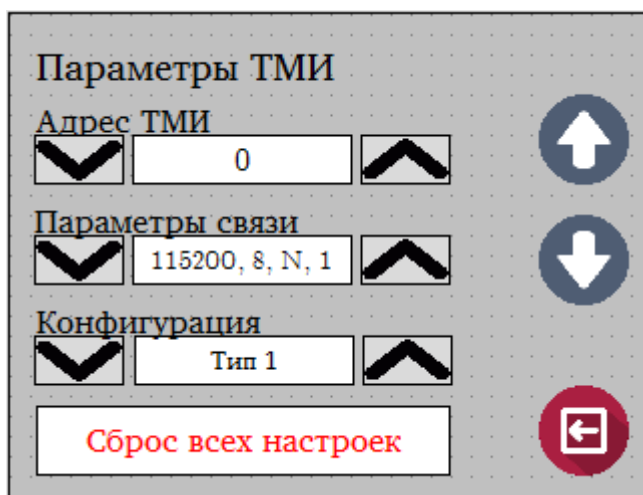 Параметры ТМИ
Адрес ТМИ
0
Параметры связи
115200, 8, N, 1
Конфигурация
Тип 1
Сброс всех настроек